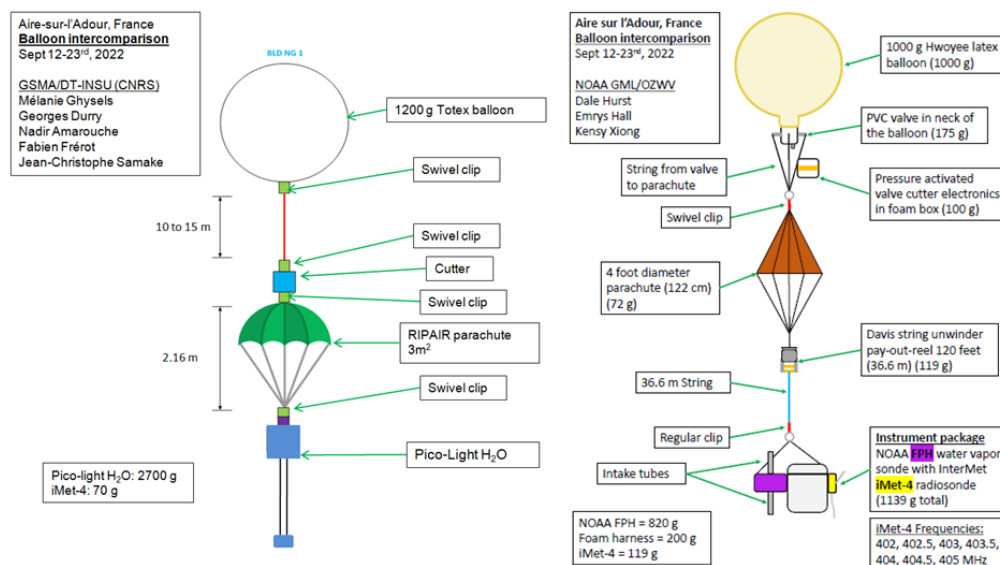 Aire-sur-l'Adour, France
Balloon intercomparison
Sept 12-23rd, 2022
GSMA/DT-INSU (CNRS)
Mélanie Ghysels
Georges Durry
Nadir Amarouche
Fabien Frérot
Jean-Christophe Samake
BLD NG 1
1200 g Totex balloon
Swivel clip
10 to 15 m
Swivel clip
Cutter
Swivel clip
2.16 m
RIPAIR parachute
3m²
Swivel clip
Pico-Light H₂O
Pico-light H₂O: 2700 g
iMet-4: 70 g
Aire sur l'Adour, France
Balloon intercomparison
Sept 12-23rd, 2022
NOAA GML/OZWV
Dale Hurst
Emrys Hall
Kensy Xiong
1000 g Hwoyee latex
balloon (1000 g)
PVC valve in neck of
the balloon (175 g)
String from valve
to parachute
Pressure activated
valve cutter electronics
in foam box (100 g)
Swivel clip
4 foot diameter
parachute (122 cm)
(72 g)
Davis string unwinder
pay-out-reel 120 feet
(36.6 m) (119 g)
36.6 m String
Regular clip
Intake tubes
Instrument package
NOAA FPH water vapor
sonde with InterMet
iMet-4 radiosonde
(1139 g total)
NOAA FPH = 820 g
Foam harness = 200 g
iMet-4 = 119 g
iMet-4 Frequencies:
402, 402.5, 403, 403.5,
404, 404.5, 405 MHz